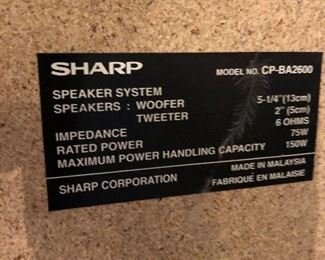 SHARP MODEL NO. CP-BA2600
SPEAKER SYSTEM
SPEAKERS : WOOFER 5-1/4"(13cm)
TWEETER 2" (5cm)
IMPEDANCE 6 OHMS
RATED POWER 75W
MAXIMUM POWER HANDLING CAPACITY 150W
SHARP CORPORATION MADE IN MALAYSIA
FABRIQUÉ EN MALAISIE